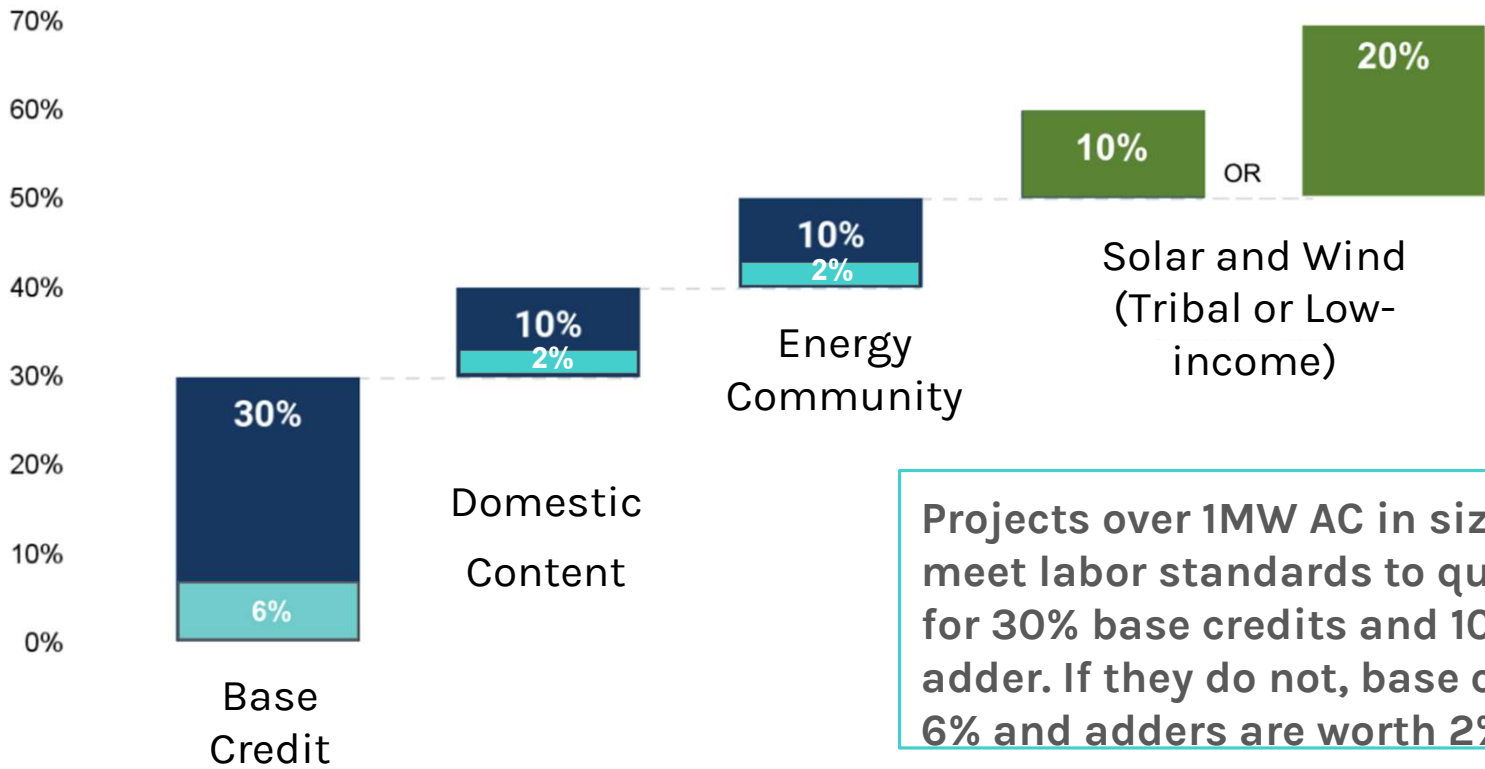 70%
60%
50%
40%
30%
20%
10%
0%
30%
6%
Base
Credit
10%
2%
Domestic
Content
10%
2%
Energy
Community
10%
OR
20%
Solar and Wind
(Tribal or Low-
income)
Projects over 1MW AC in siz
meet labor standards to qu
for 30% base credits and 10
adder. If they do not, base
6% and adders are worth 2%